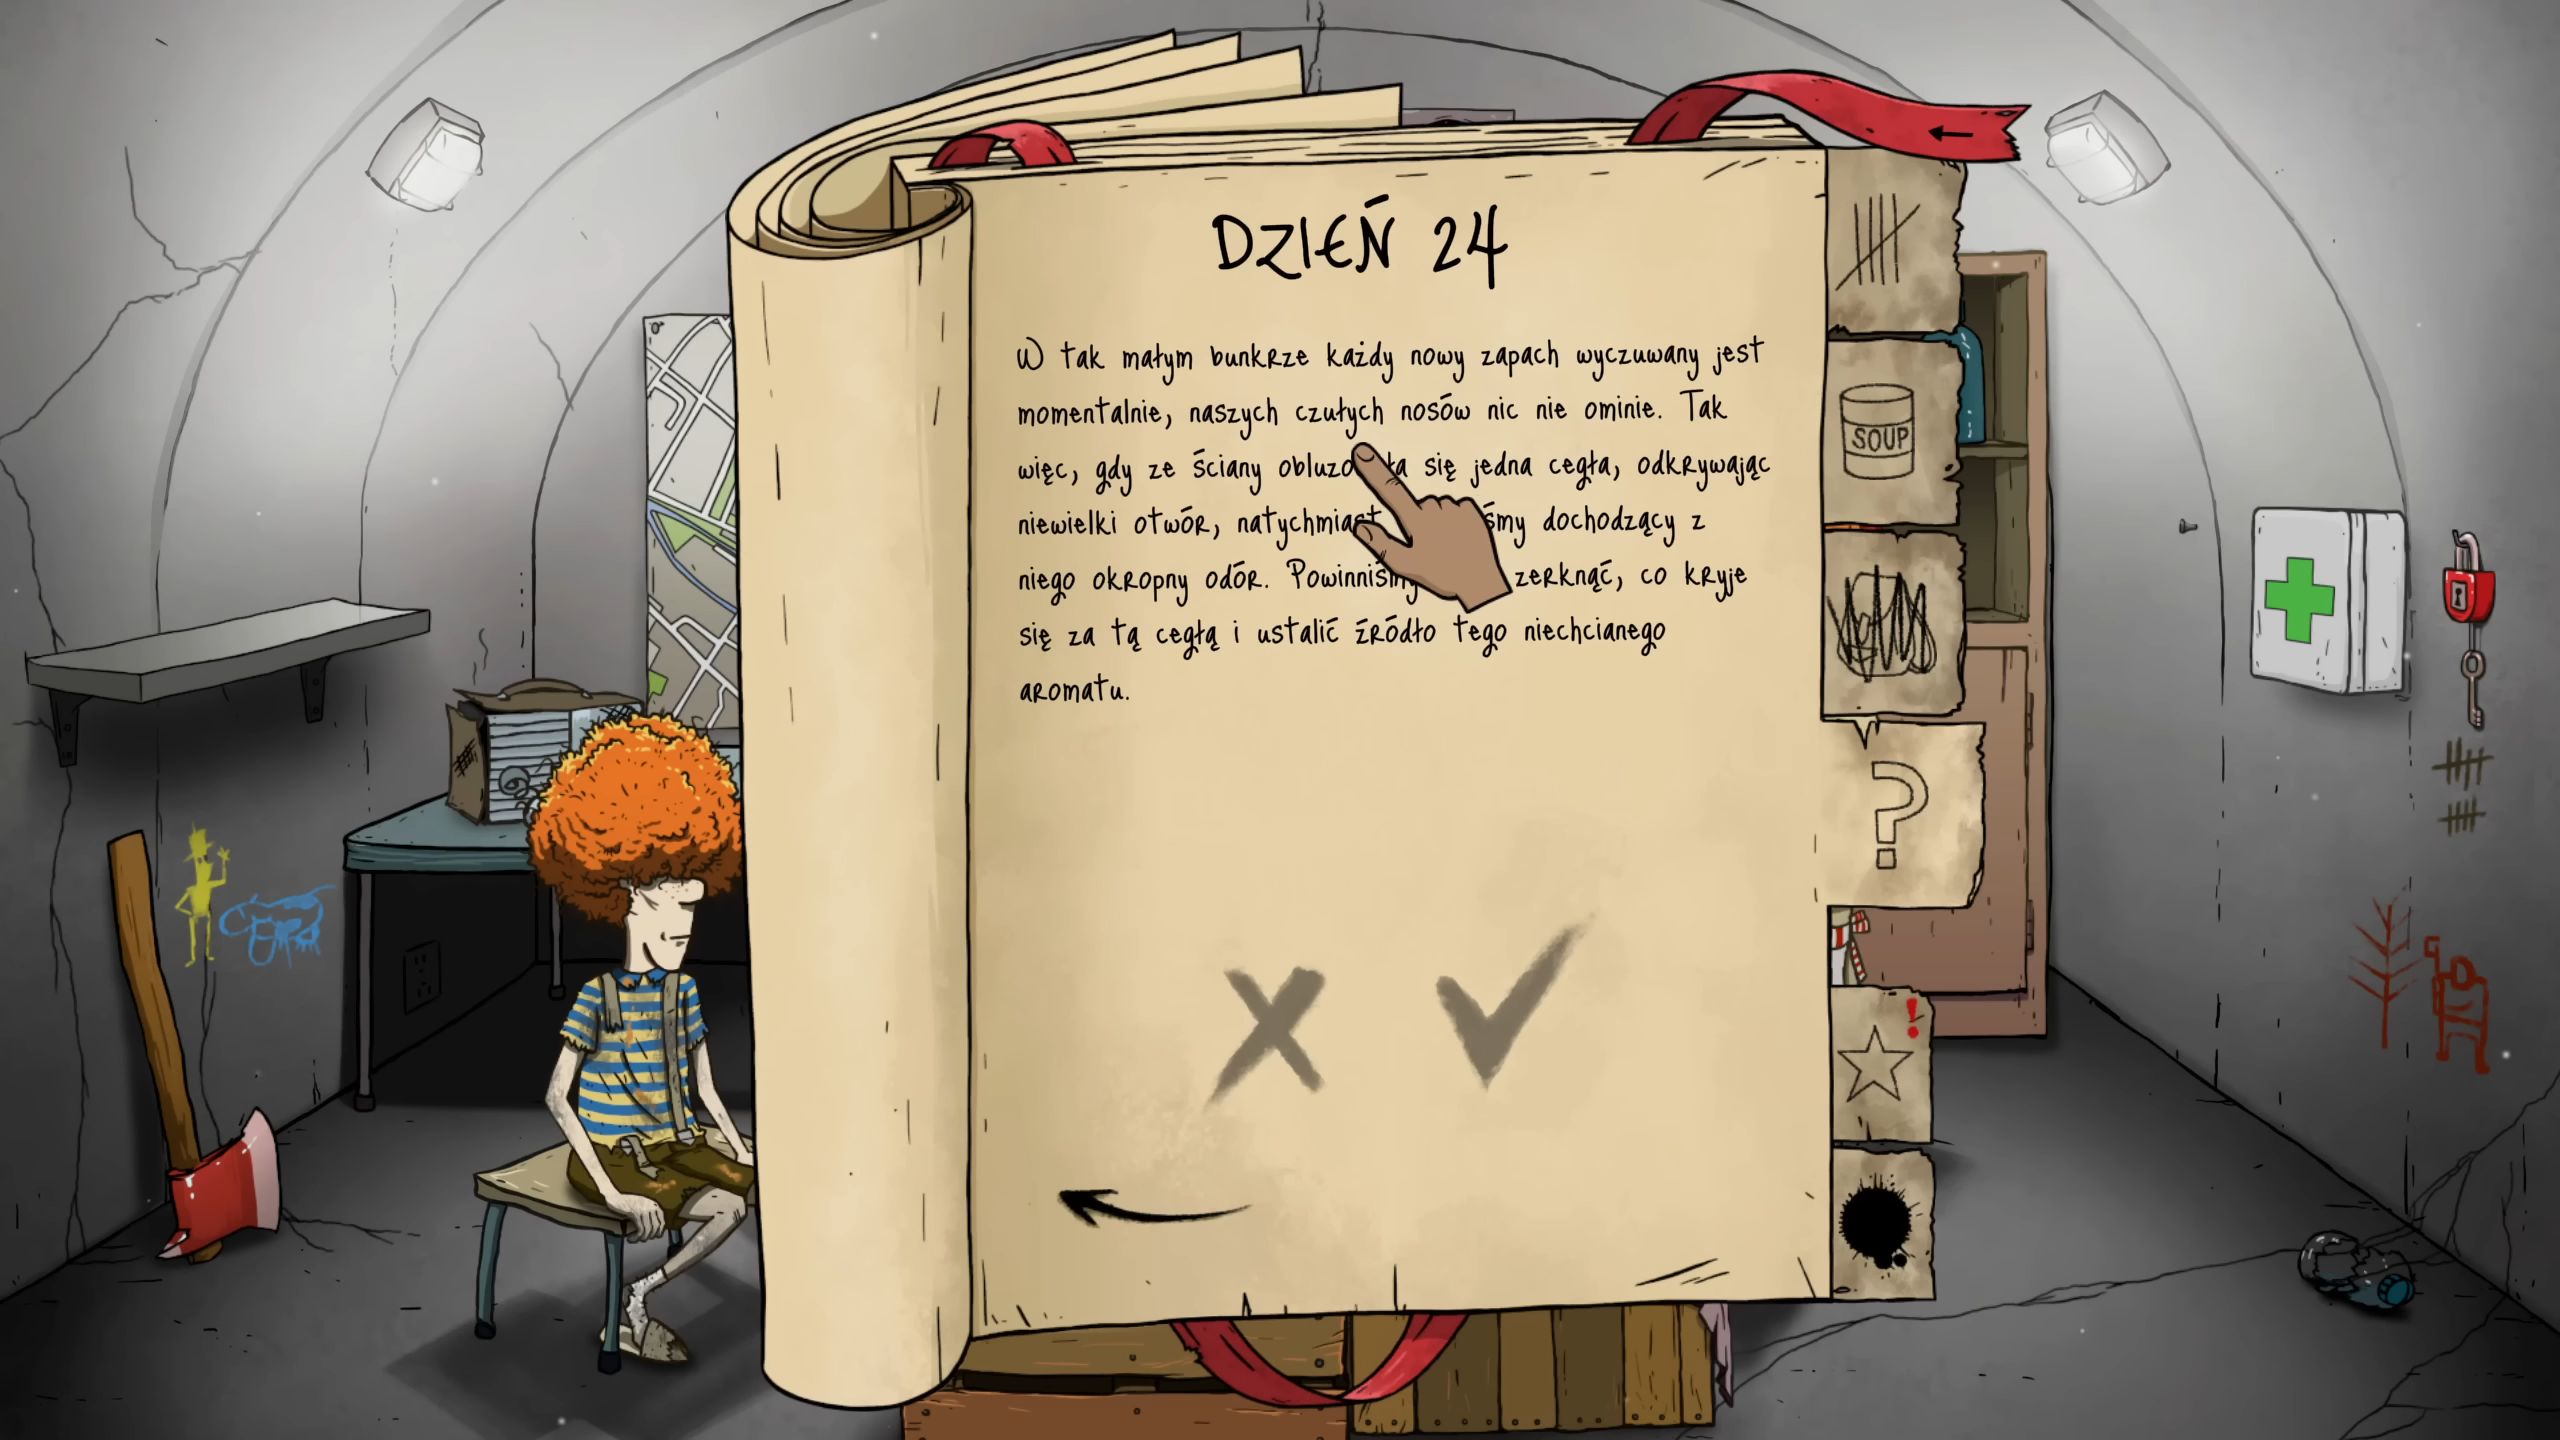 DZIEŃ 24
W tak małym bunkrze każdy nowy zapach wyczuwany jest
momentalnie, naszych czułych nosów nic nie ominie. Tak
więc, gdy ze ściany się jedna cegła, odkrywając
niewielki otwór, natychmiast dochodzący z
niego okropny odór. Powinniśmy zerknąć, co kryje
się za tą cegłą i ustalić źródło tego niechcianego
aromatu.
SOUP
?
!